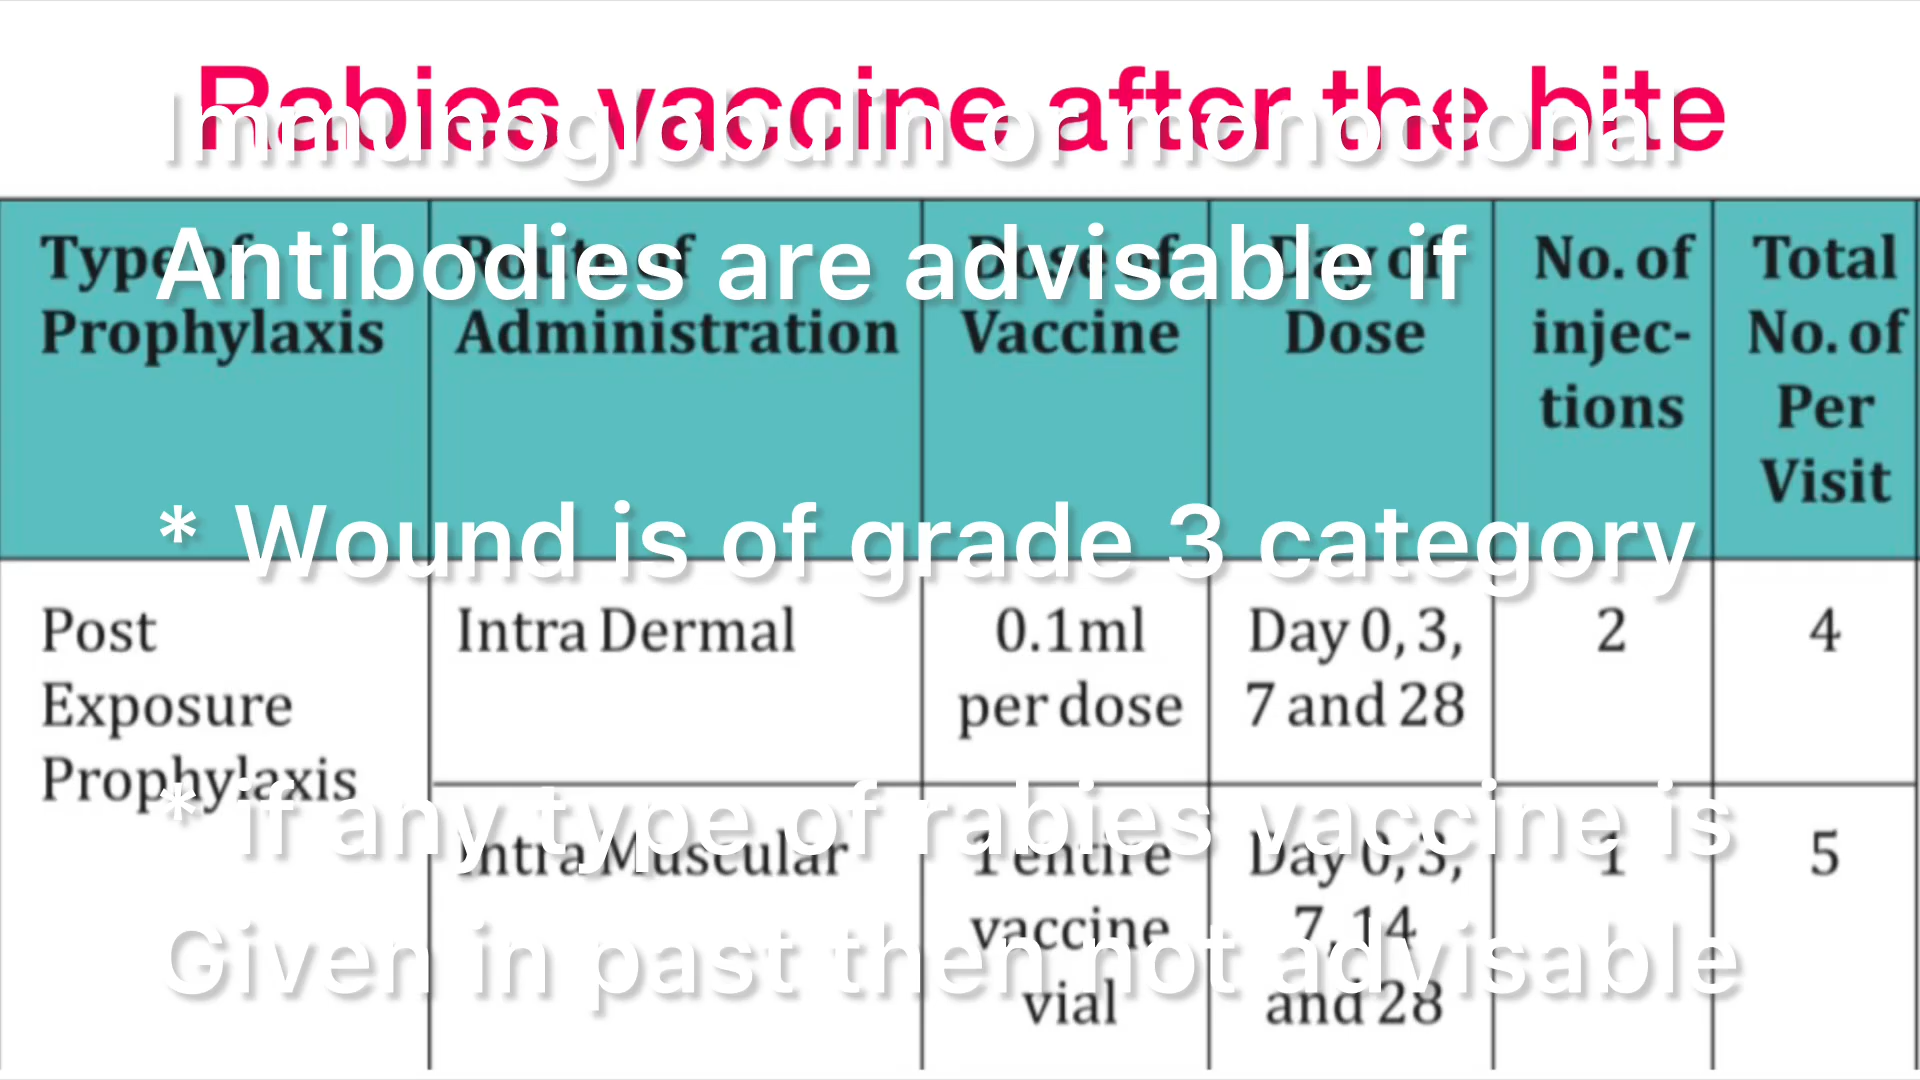 Rabies vaccine after the bite
Immunoglobulin or monoclonal
Antibodies are advisable if
* Wound is of grade 3 category
* if any type of rabies vaccine is
Given in past then not advisable
Type of
Prophylaxis
Route of
Administration
Dose of
Vaccine
Day of
Dose
No. of
injec-
tions
Total
No. of
Per
Visit
Post
Exposure
Prophylaxis
Intra Dermal
0.1ml
per dose
Day 0, 3,
7 and 28
2
4
Intra Muscular
1 entire
vaccine
vial
Day 0, 3,
7, 14
and 28
1
5